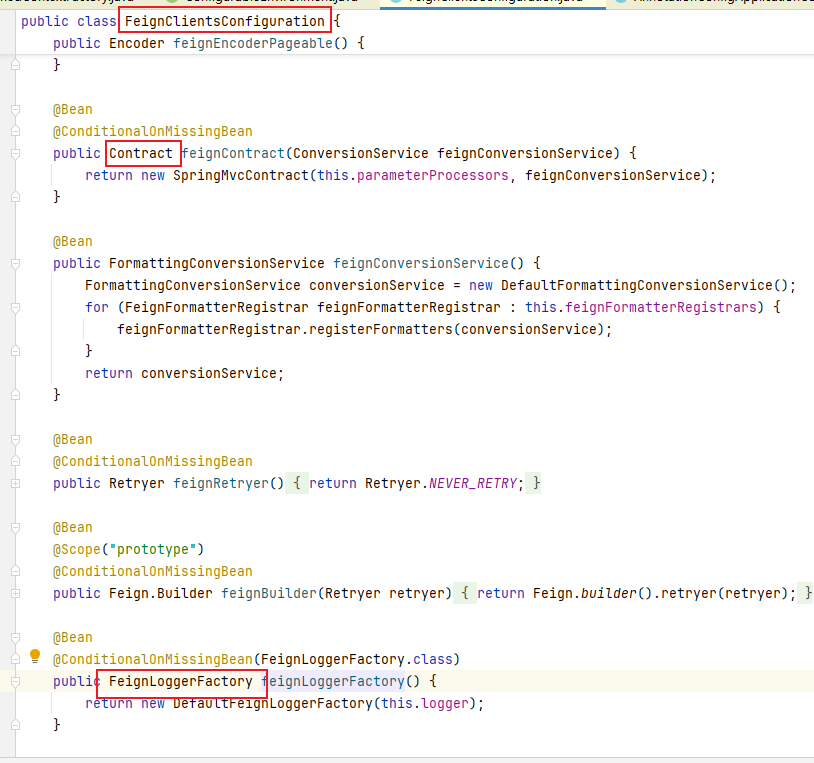 public class FeignClientsConfiguration {
    public Encoder feignEncoderPageable() {
    }

    @Bean
    @ConditionalOnMissingBean
    public Contract feignContract(ConversionService feignConversionService) {
        return new SpringMvcContract(this.parameterProcessors, feignConversionService);
    }

    @Bean
    public FormattingConversionService feignConversionService() {
        FormattingConversionService conversionService = new DefaultFormattingConversionService();
        for (FeignFormatterRegistrar feignFormatterRegistrar : this.feignFormatterRegistrars) {
            feignFormatterRegistrar.registerFormatters(conversionService);
        }
        return conversionService;
    }

    @Bean
    @ConditionalOnMissingBean
    public Retryer feignRetryer() { return Retryer.NEVER_RETRY; }

    @Bean
    @Scope("prototype")
    @ConditionalOnMissingBean
    public Feign.Builder feignBuilder(Retryer retryer) { return Feign.builder().retryer(retryer); }

    @Bean
    @ConditionalOnMissingBean(FeignLoggerFactory.class)
    public FeignLoggerFactory feignLoggerFactory() {
        return new DefaultFeignLoggerFactory(this.logger);
    }